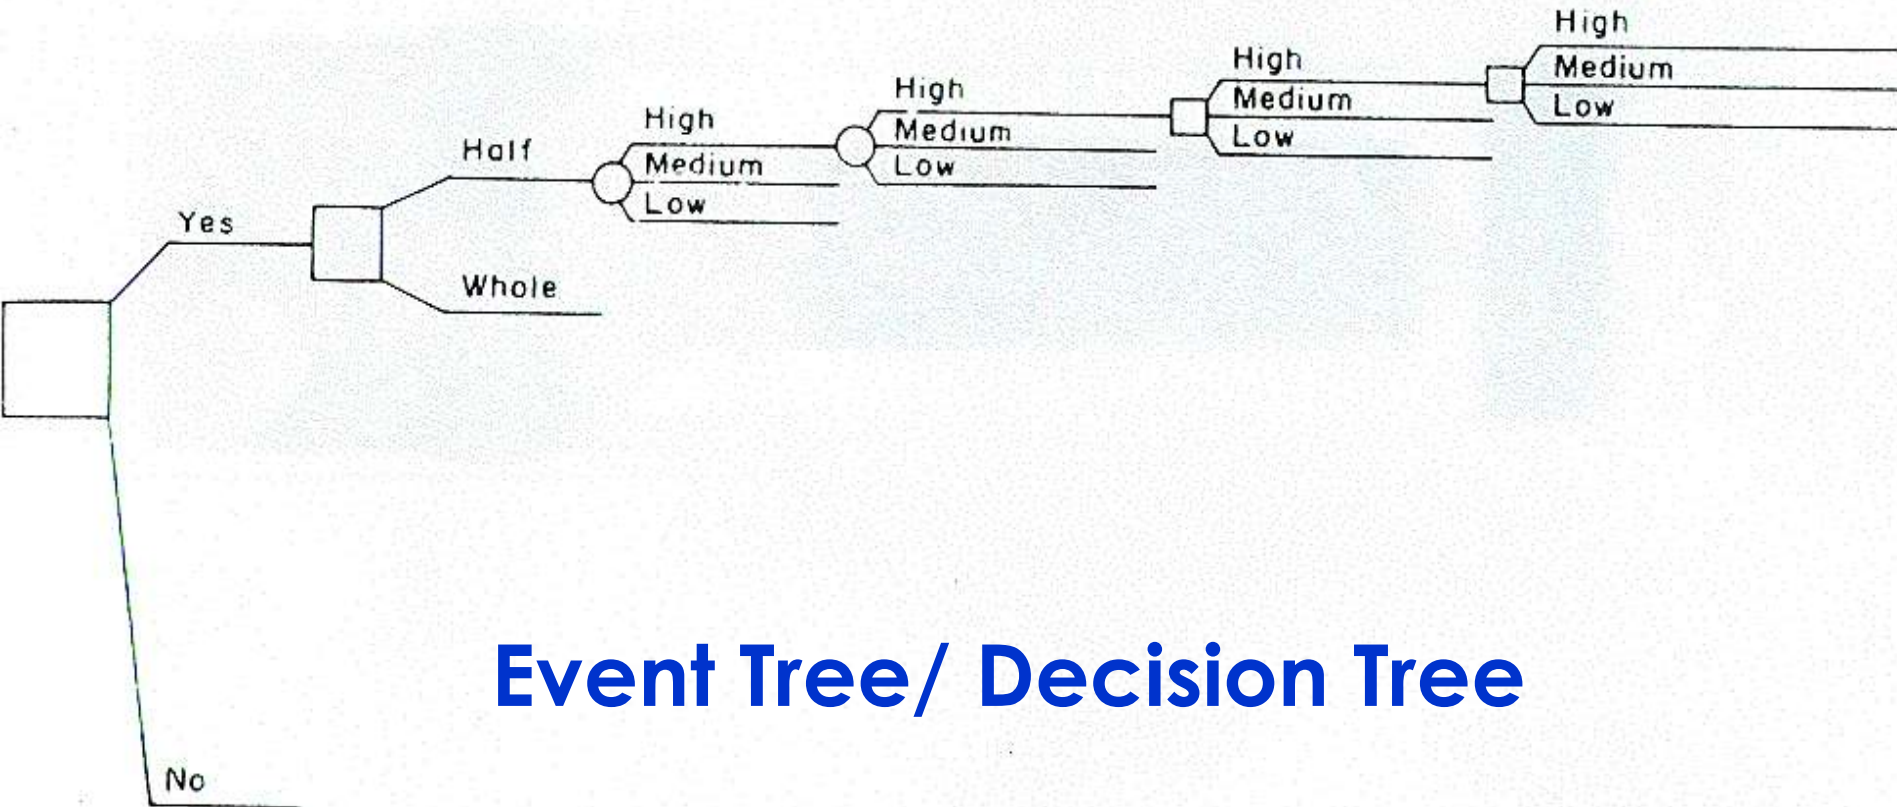 Yes
No
Half
Whole
High
Medium
Low
High
Medium
Low
High
Medium
Low
High
Medium
Low
Event Tree/ Decision Tree